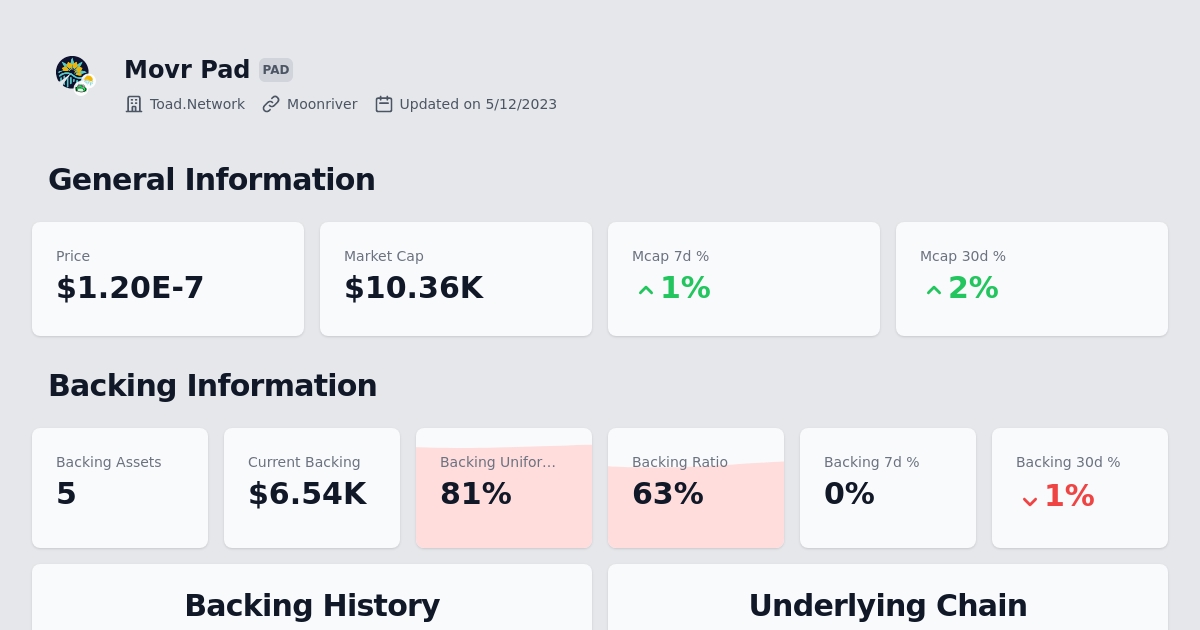 Movr Pad PAD
Toad.Network Moonriver Updated on 5/12/2023
General Information
Price Market Cap Mcap 7d % Mcap 30d %
$1.20E-7 $10.36K 1% 2%
Backing Information
Backing Assets Current Backing Backing Unifor... Backing Ratio Backing 7d % Backing 30d %
5 $6.54K 81% 63% 0% 1%
Backing History Underlying Chain